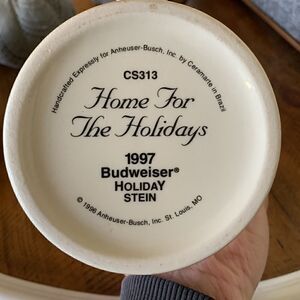 Handcrafted Expressly for Anheuser-Busch, Inc. by Ceramarte in Brazil
CS313
Home For
The Holidays
1997
Budweiser®
HOLIDAY
STEIN
© 1996 Anheuser-Busch, Inc. St. Louis, MO